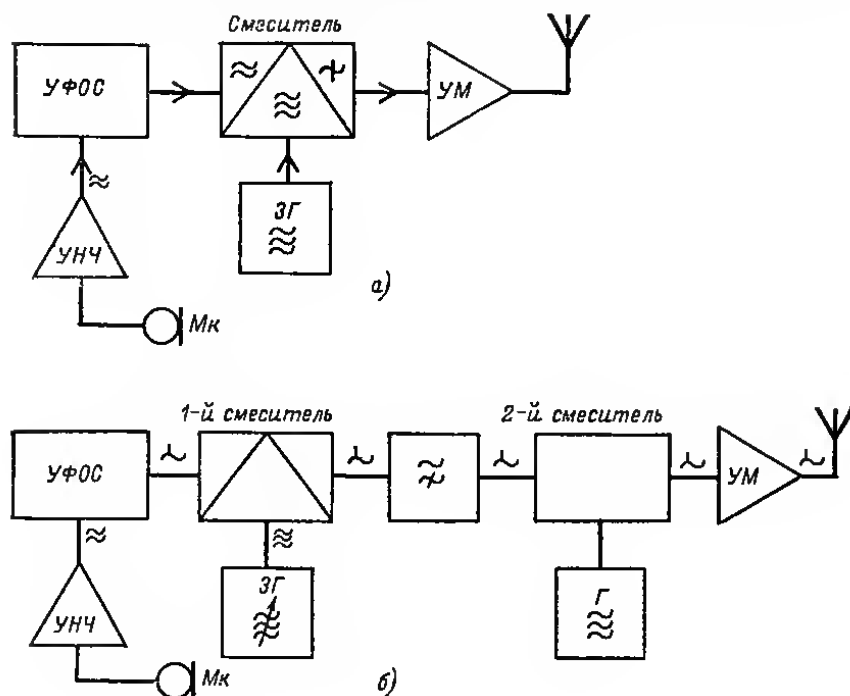 Смеситель
УФОС
УМ
ЗГ
УНЧ
Мк
а)
1-й смеситель
2-й смеситель
УФОС
УМ
ЗГ
Г
УНЧ
Мк
б)